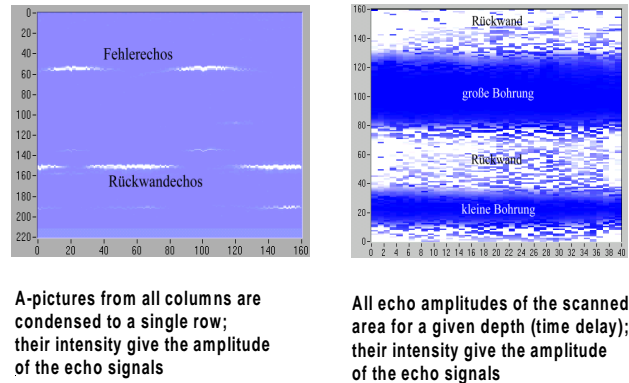 0
20
40
60
80
100
120
140
160
180
200
220
Fehlerechos
Rückwandechos
0 20 40 60 80 100 120 140 160
160
140
120
100
80
60
40
20
0
Rückwand
große Bohrung
Rückwand
kleine Bohrung
0 2 4 6 8 10 12 14 16 18 20 22 24 26 28 30 32 34 36 38 40
A-pictures from all columns are
condensed to a single row;
their intensity give the amplitude
of the echo signals
All echo amplitudes of the scanned
area for a given depth (time delay);
their intensity give the amplitude
of the echo signals